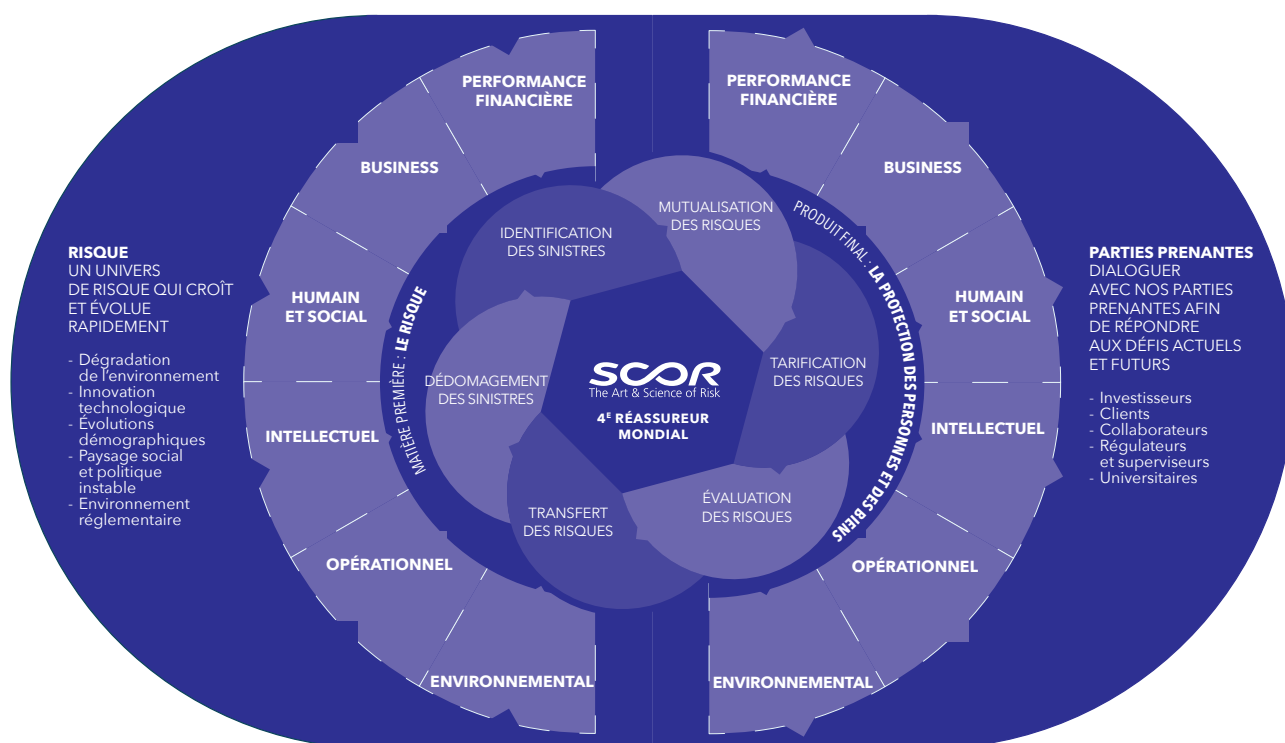 RISQUE
UN UNIVERS
DE RISQUE QUI CROÎT
ET ÉVOLUE
RAPIDEMENT
- Dégradation
de l'environnement
- Innovation
technologique
- Évolutions
démographiques
- Paysage social
et politique
instable
- Environnement
réglementaire
PERFORMANCE
FINANCIÈRE
BUSINESS
HUMAIN
ET SOCIAL
INTELLECTUEL
OPÉRATIONNEL
ENVIRONNEMENTAL
MATIÈRE PREMIÈRE : LE RISQUE
IDENTIFICATION
DES SINISTRES
MUTUALISATION
DES RISQUES
TARIFICATION
DES RISQUES
ÉVALUATION
DES RISQUES
TRANSFERT
DES RISQUES
DÉDOMAGEMENT
DES SINISTRES
SCOR
The Art & Science of Risk
4E RÉASSUREUR
MONDIAL
PRODUIT FINAL : LA PROTECTION DES PERSONNES ET DES BIENS
PERFORMANCE
FINANCIÈRE
BUSINESS
HUMAIN
ET SOCIAL
INTELLECTUEL
OPÉRATIONNEL
ENVIRONNEMENTAL
PARTIES PRENANTES
DIALOGUER
AVEC NOS PARTIES
PRENANTES AFIN
DE RÉPONDRE
AUX DÉFIS ACTUELS
ET FUTURS
- Investisseurs
- Clients
- Collaborateurs
- Régulateurs
et superviseurs
- Universitaires